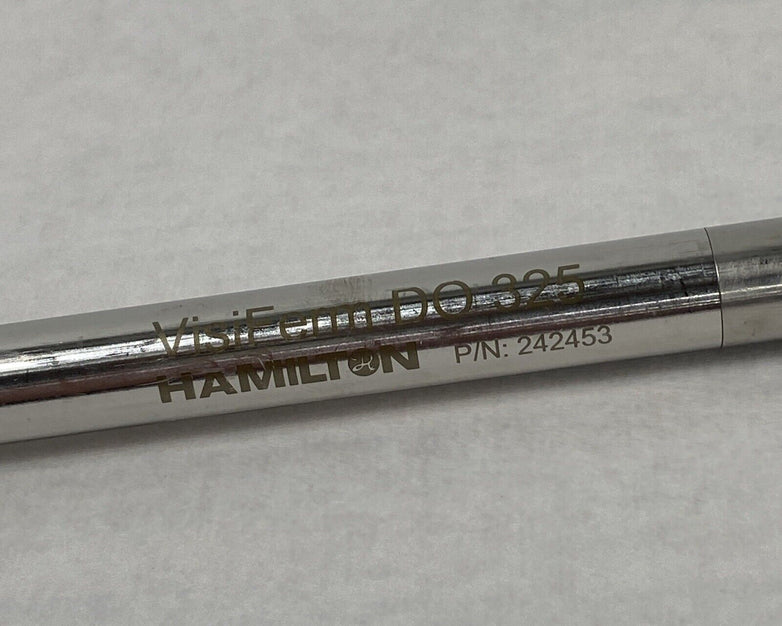 VisiFerm DO 325
HAMILTON P/N: 242453